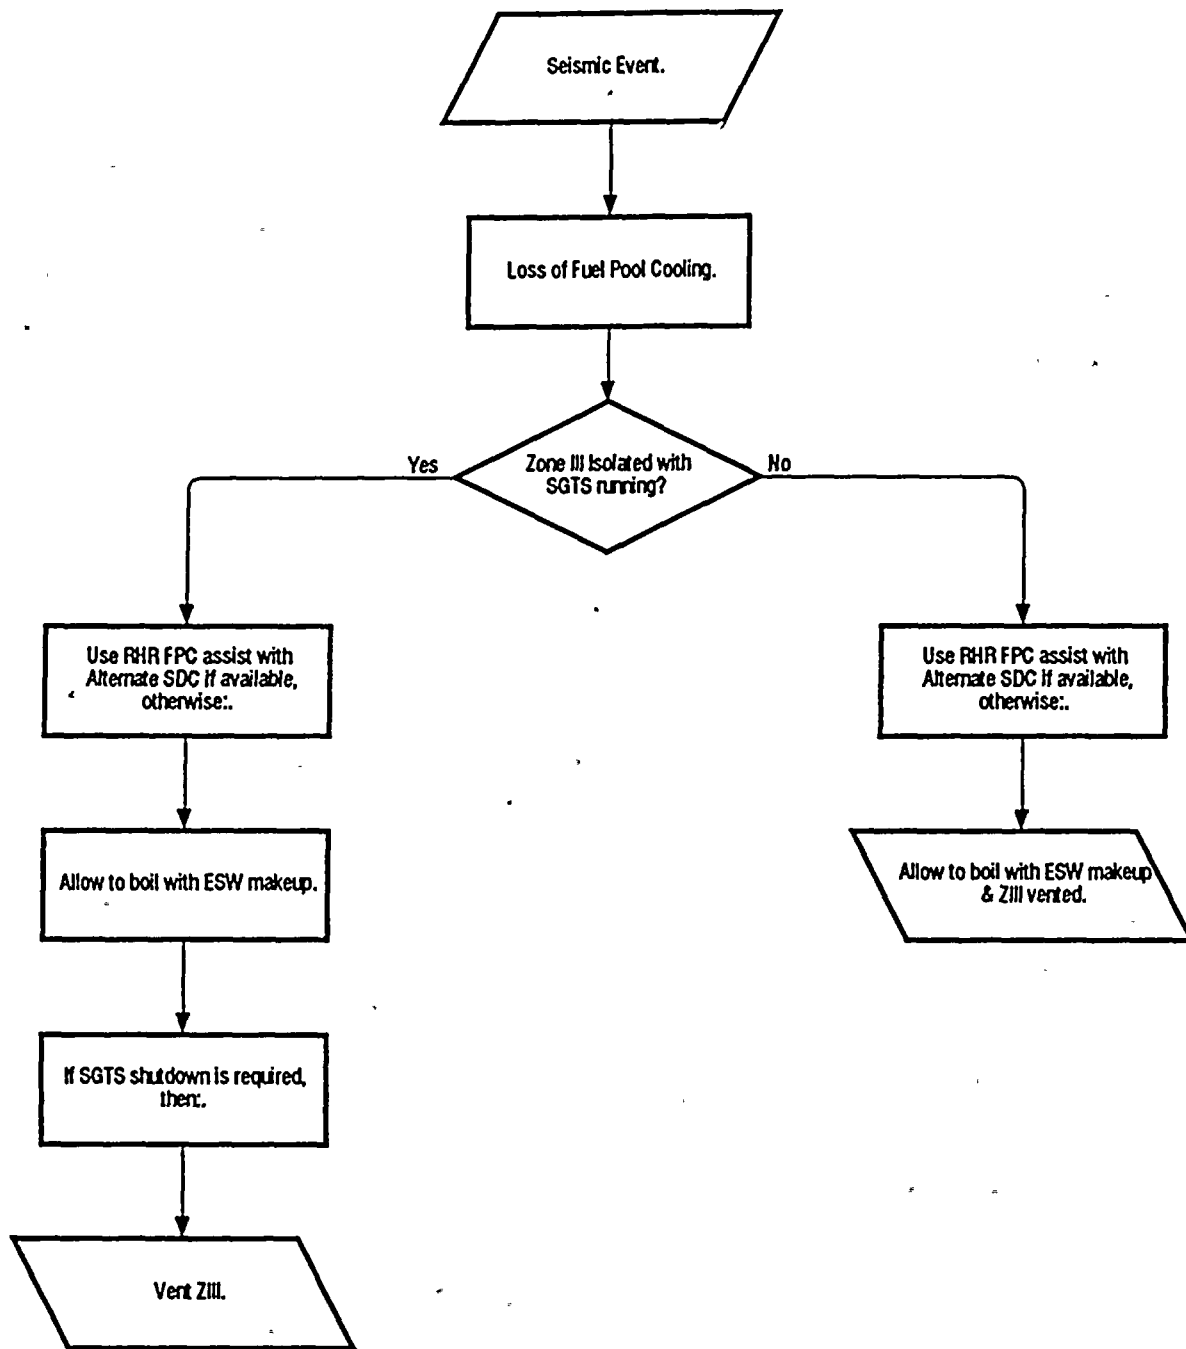 Seismic Event.
Loss of Fuel Pool Cooling.
Zone III Isolated with
SGTS running?
Yes
No
Use RHR FPC assist with
Alternate SDC if available,
otherwise:.
Allow to boil with ESW makeup.
If SGTS shutdown is required,
then:.
Vent ZIII.
Use RHR FPC assist with
Alternate SDC if available,
otherwise:.
Allow to boil with ESW makeup
& ZIII vented.